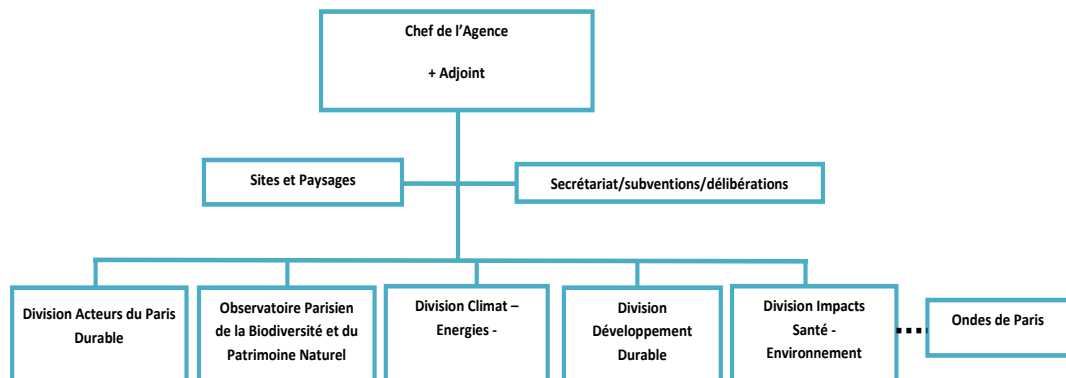 Chef de l’Agence
+ Adjoint
Sites et Paysages
Secrétariat/subventions/délibérations
Division Acteurs du Paris
Durable
Observatoire Parisien
de la Biodiversité et du
Patrimoine Naturel
Division Climat –
Energies -
Division
Développement
Durable
Division Impacts
Santé -
Environnement
Ondes de Paris